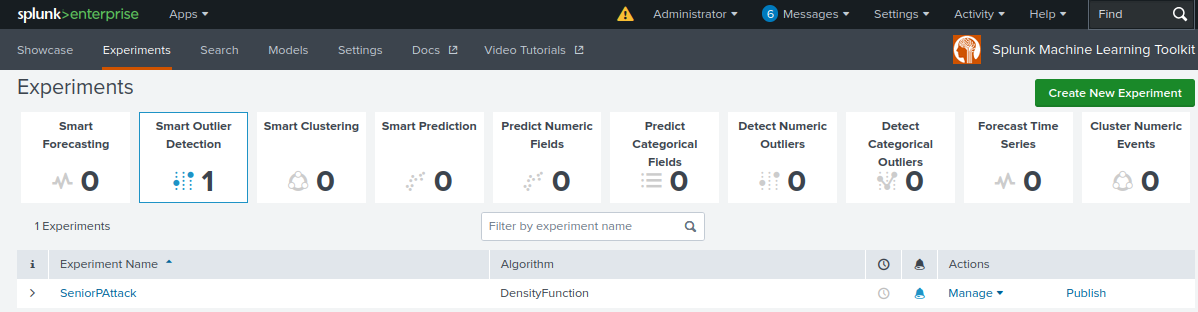 splunk>enterprise Apps Administrator 6 Messages Settings Activity Help Find
Showcase Experiments Search Models Settings Docs Video Tutorials Splunk Machine Learning Toolkit
Experiments
Create New Experiment
Smart Forecasting 0
Smart Outlier Detection 1
Smart Clustering 0
Smart Prediction 0
Predict Numeric Fields 0
Predict Categorical Fields 0
Detect Numeric Outliers 0
Detect Categorical Outliers 0
Forecast Time Series 0
Cluster Numeric Events 0
1 Experiments Filter by experiment name
i Experiment Name Algorithm Actions
SeniorPAttack DensityFunction Manage Publish